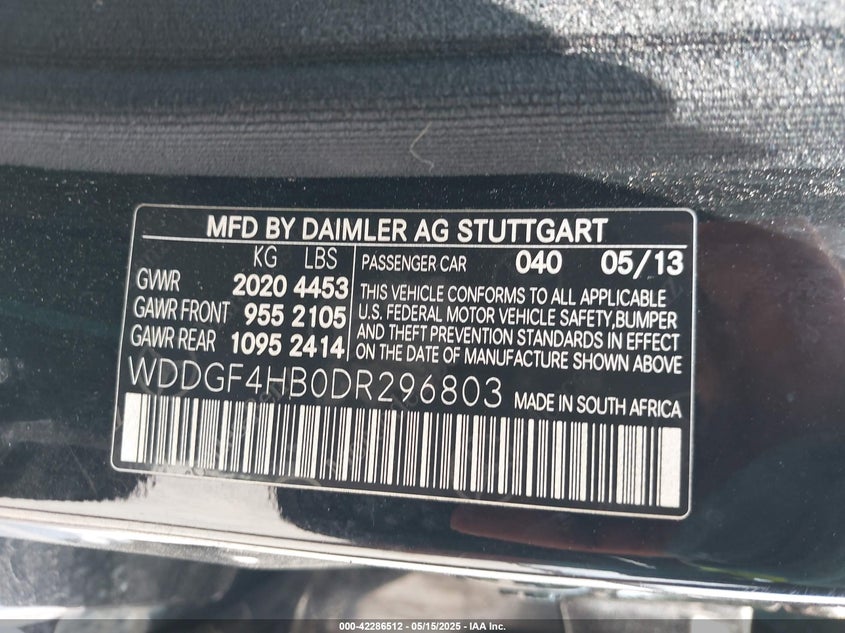 MFD BY DAIMLER AG STUTTGART
KG LBS
GVWR 2020 4453
GAWR FRONT 955 2105
GAWR REAR 1095 2414
PASSENGER CAR 040 05/13
THIS VEHICLE CONFORMS TO ALL APPLICABLE
U.S. FEDERAL MOTOR VEHICLE SAFETY,BUMPER
AND THEFT PREVENTION STANDARDS IN EFFECT
ON THE DATE OF MANUFACTURE SHOWN ABOVE
WDDGF4HB0DR296803 MADE IN SOUTH AFRICA
000-42286512 - 05/15/2025 - IAA Inc.